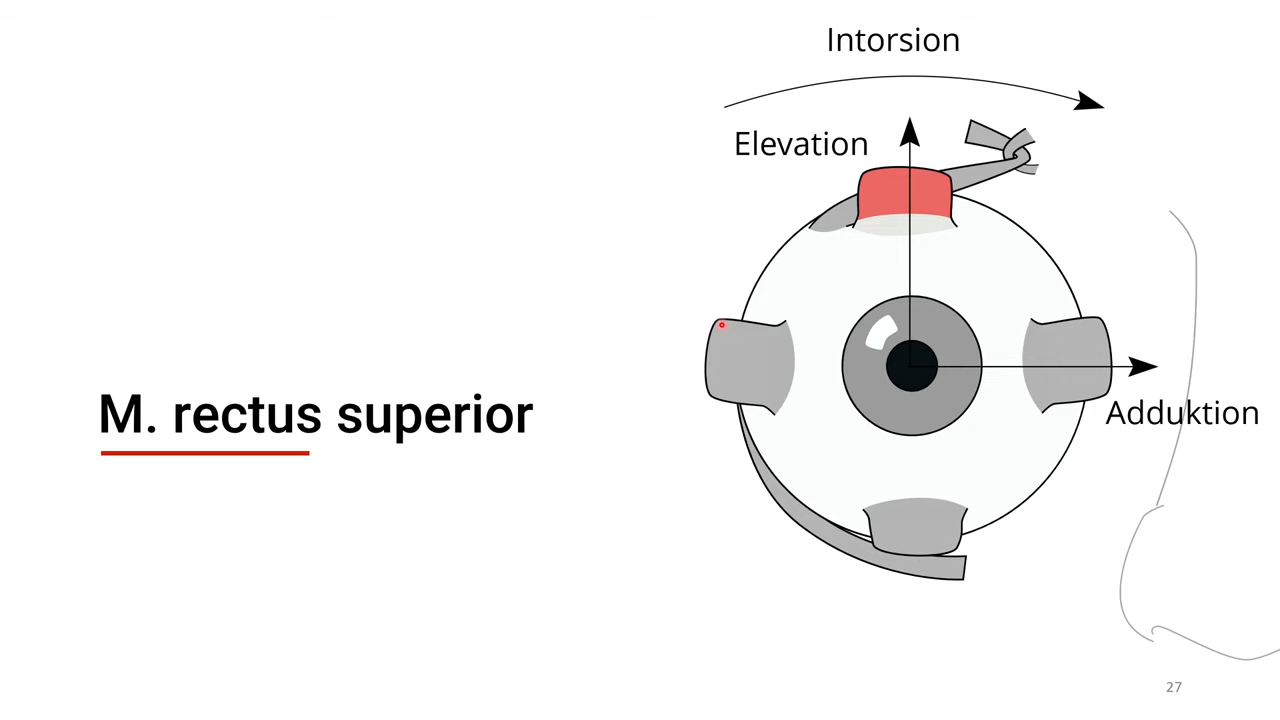 Intorsion
Elevation
M. rectus superior
Adduktion
27